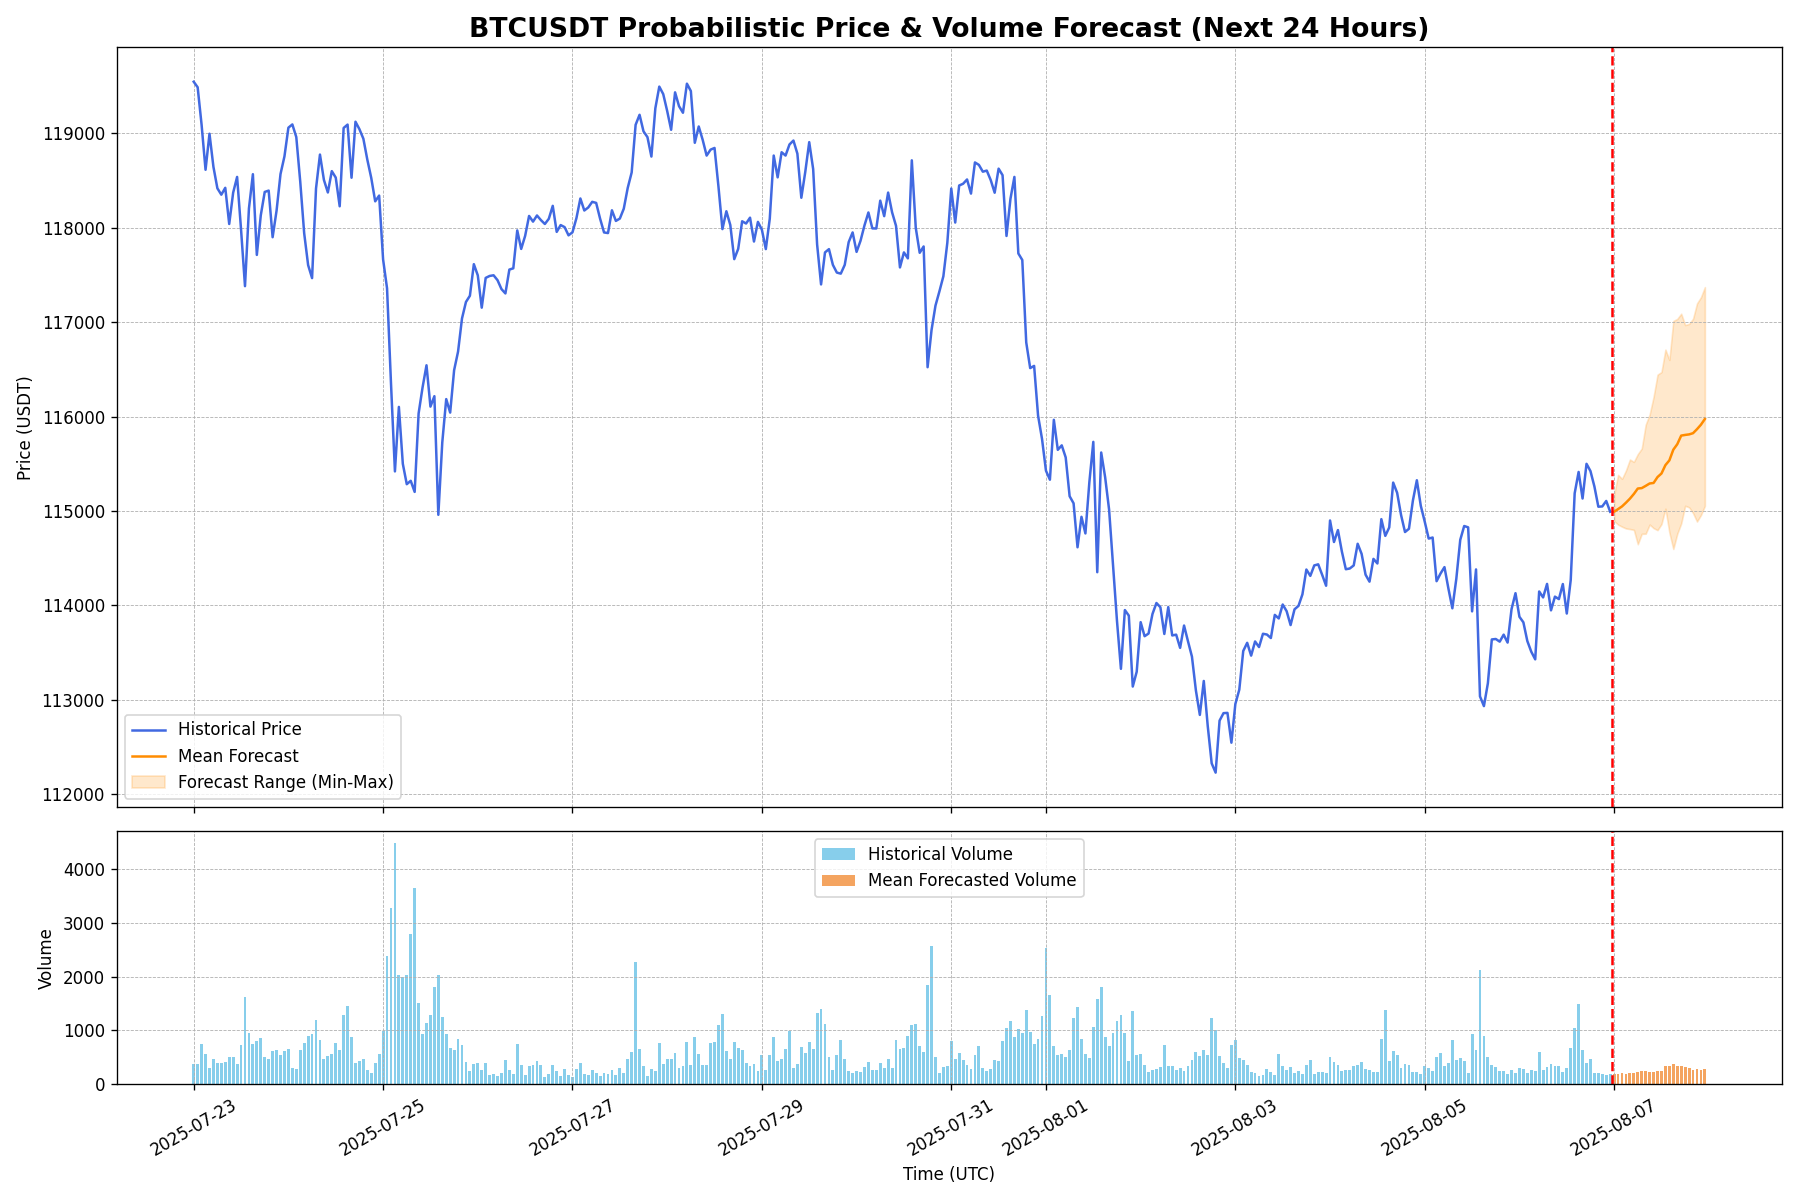 BTCUSDT Probabilistic Price & Volume Forecast (Next 24 Hours)
Price (USDT)
119000
118000
117000
116000
115000
114000
113000
112000
Historical Price
Mean Forecast
Forecast Range (Min-Max)
Volume
4000
3000
2000
1000
0
Historical Volume
Mean Forecasted Volume
2025-07-23
2025-07-25
2025-07-27
2025-07-29
2025-07-31
2025-08-01
2025-08-03
2025-08-05
2025-08-07
Time (UTC)